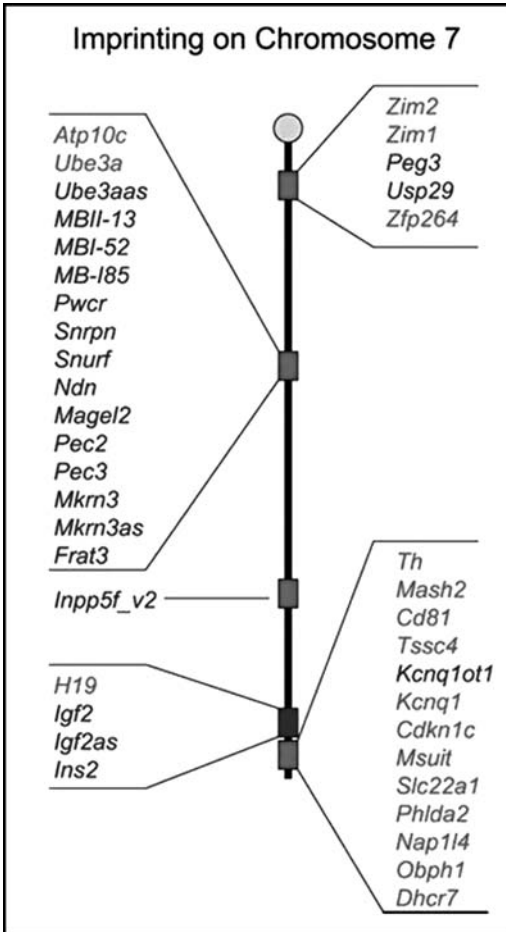 Imprinting on Chromosome 7
Atp10c
Ube3a
Ube3aas
MBII-13
MBI-52
MB-I85
Pwcr
Snrpn
Snurf
Ndn
Magel2
Pec2
Pec3
Mkrn3
Mkrn3as
Frat3
Inpp5f_v2
H19
Igf2
Igf2as
Ins2
Zim2
Zim1
Peg3
Usp29
Zfp264
Th
Mash2
Cd81
Tssc4
Kcnq1ot1
Kcnq1
Cdkn1c
Msuit
Slc22a1
Phlda2
Nap1l4
Obph1
Dhcr7